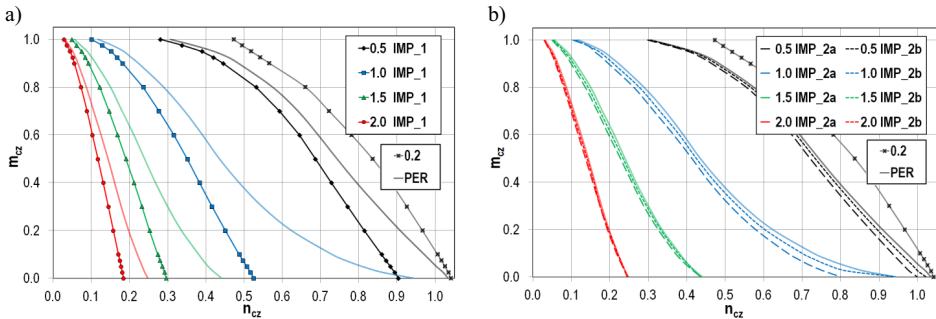 a)
1.0
0.8
0.6
0.4
0.2
0.0
m_cz
0.0 0.1 0.2 0.3 0.4 0.5 0.6 0.7 0.8 0.9 1.0
n_cz
0.5 IMP_1
1.0 IMP_1
1.5 IMP_1
2.0 IMP_1
0.2
PER
b)
1.0
0.8
0.6
0.4
0.2
0.0
m_cz
0.0 0.1 0.2 0.3 0.4 0.5 0.6 0.7 0.8 0.9 1.0
n_cz
0.5 IMP_2a 0.5 IMP_2b
1.0 IMP_2a 1.0 IMP_2b
1.5 IMP_2a 1.5 IMP_2b
2.0 IMP_2a 2.0 IMP_2b
0.2
PER